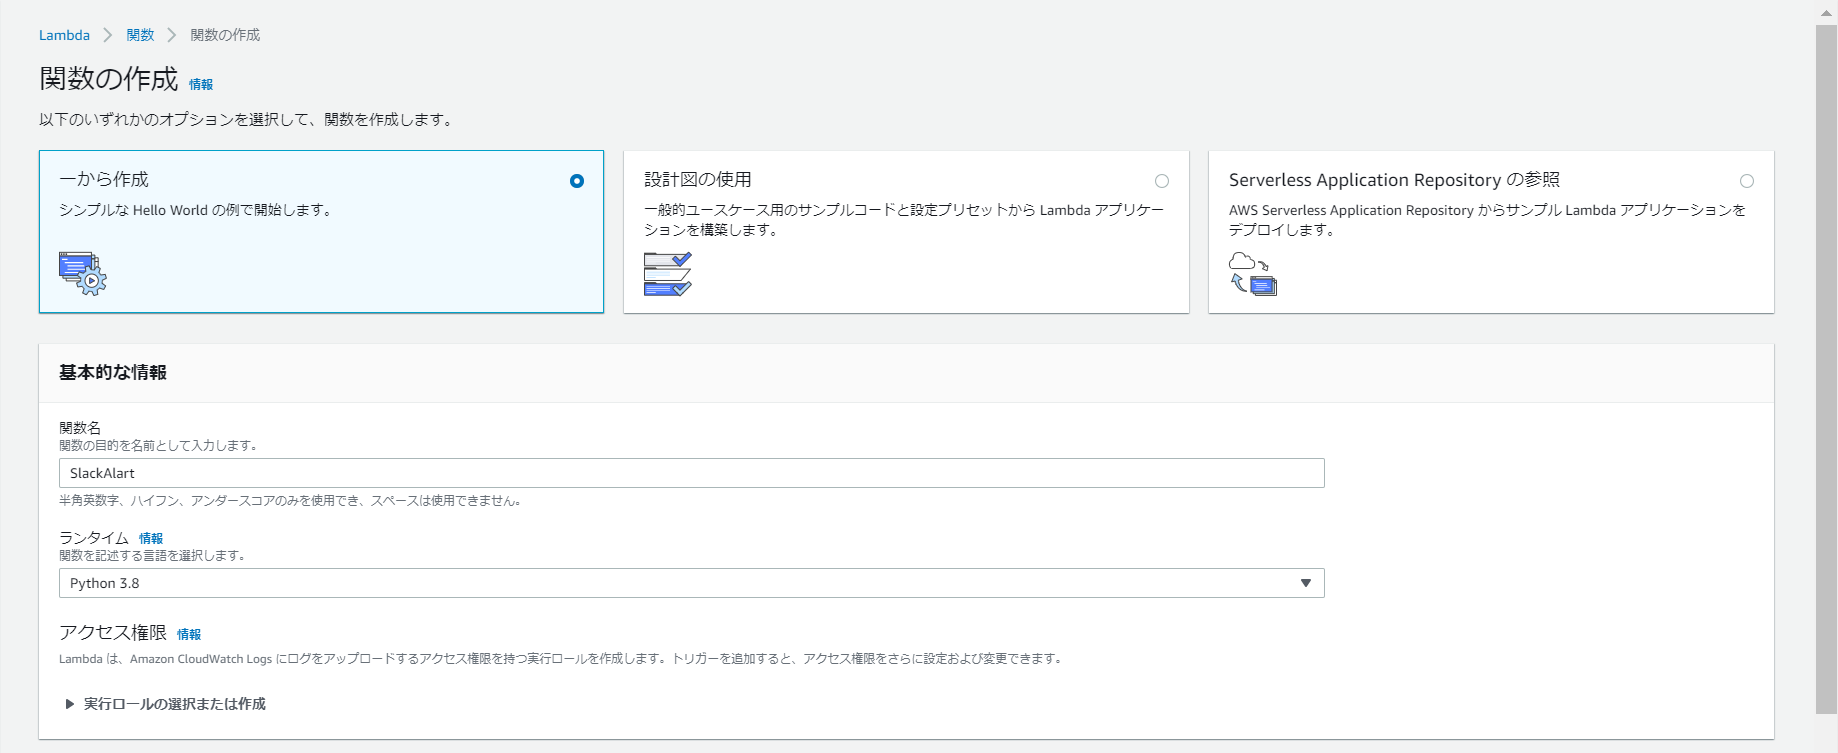 Lambda > 関数 > 関数の作成
関数の作成 情報
以下のいずれかのオプションを選択して、関数を作成します。
一から作成
シンプルな Hello World の例で開始します。
設計図の使用
一般的ユースケース用のサンプルコードと設定プリセットから Lambda アプリケー
ションを構築します。
Serverless Application Repository の参照
AWS Serverless Application Repository からサンプル Lambda アプリケーションを
デプロイします。
基本的な情報
関数名
関数の目的を名前として入力します。
SlackAlart
半角英数字、ハイフン、アンダースコアのみを使用でき、スペースは使用できません。
ランタイム 情報
関数を記述する言語を選択します。
Python 3.8
アクセス権限 情報
Lambda は、Amazon CloudWatch Logs にログをアップロードするアクセス権限を持つ実行ロールを作成します。トリガーを追加すると、アクセス権限をさらに設定および変更できます。
実行ロールの選択または作成